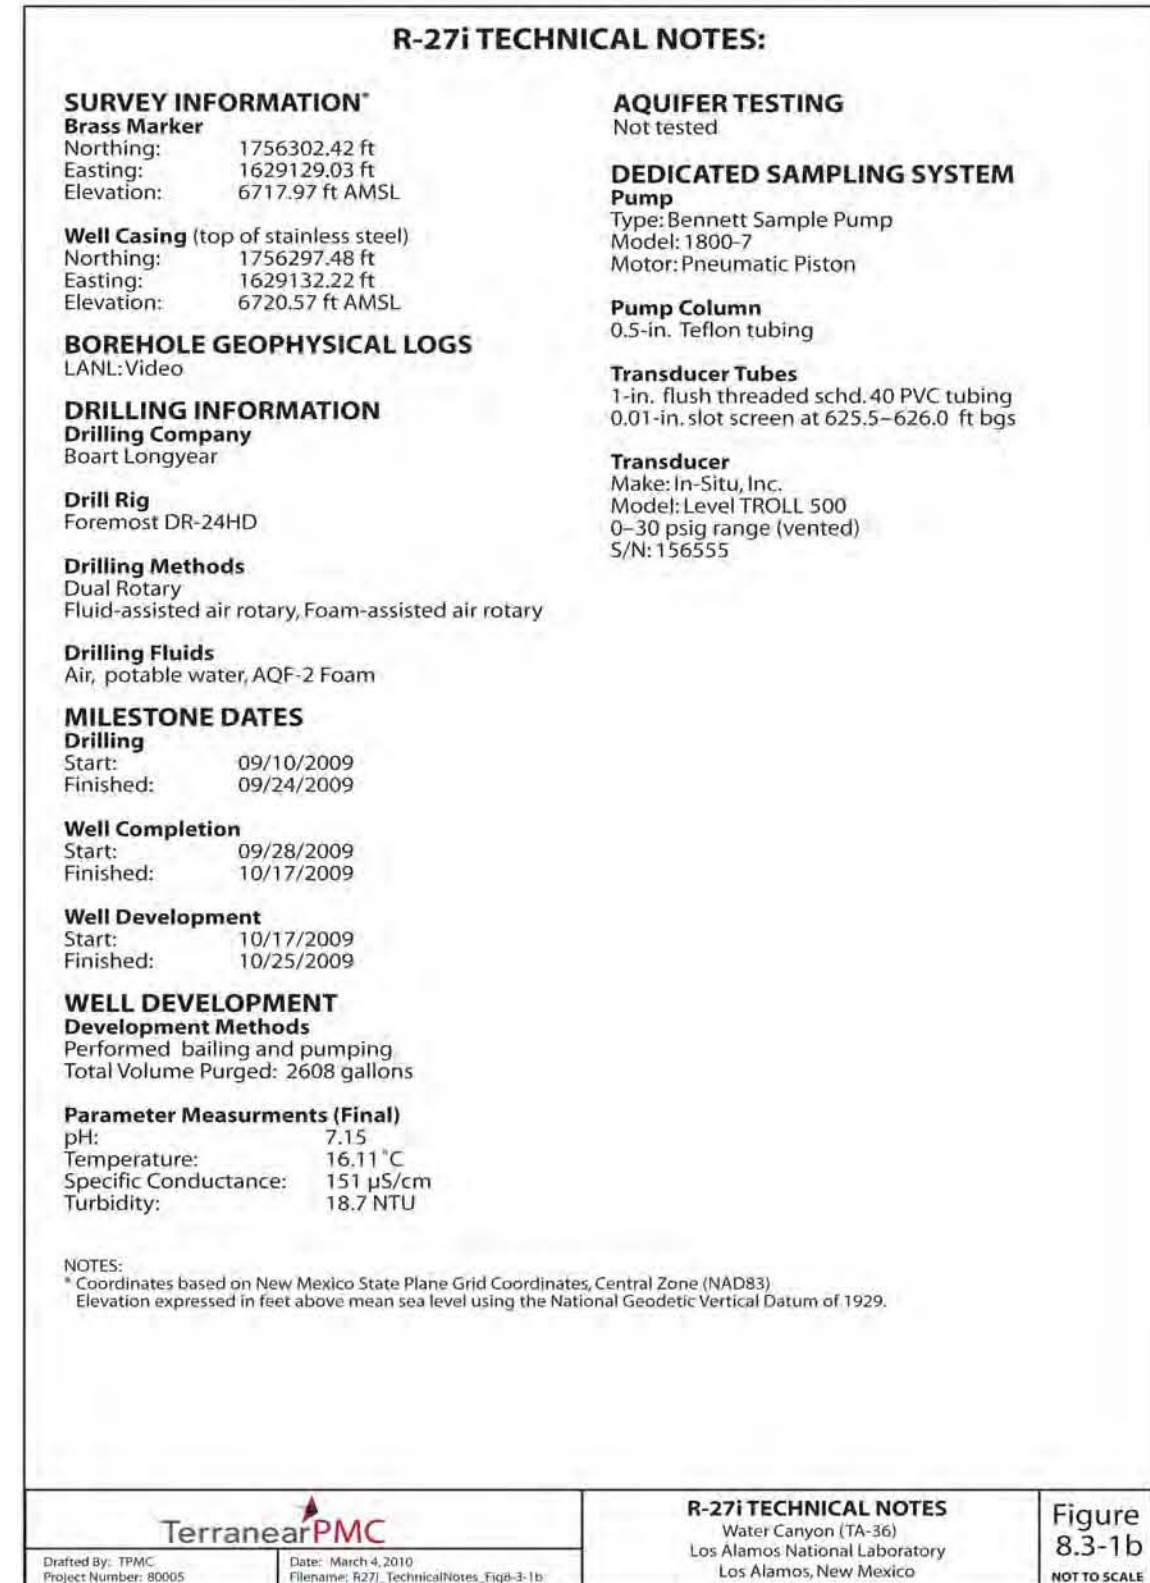 R-27i TECHNICAL NOTES:
SURVEY INFORMATION*
Brass Marker
Northing: 1756302.42 ft
Easting: 1629129.03 ft
Elevation: 6717.97 ft AMSL
Well Casing (top of stainless steel)
Northing: 1756297.48 ft
Easting: 1629132.22 ft
Elevation: 6720.57 ft AMSL
BOREHOLE GEOPHYSICAL LOGS
LANL: Video
DRILLING INFORMATION
Drilling Company
Boart Longyear
Drill Rig
Foremost DR-24HD
Drilling Methods
Dual Rotary
Fluid-assisted air rotary, Foam-assisted air rotary
Drilling Fluids
Air, potable water, AQF-2 Foam
MILESTONE DATES
Drilling
Start: 09/10/2009
Finished: 09/24/2009
Well Completion
Start: 09/28/2009
Finished: 10/17/2009
Well Development
Start: 10/17/2009
Finished: 10/25/2009
WELL DEVELOPMENT
Development Methods
Performed bailing and pumping
Total Volume Purged: 2608 gallons
Parameter Measurments (Final)
pH: 7.15
Temperature: 16.11°C
Specific Conductance: 151 µS/cm
Turbidity: 18.7 NTU
AQUIFER TESTING
Not tested
DEDICATED SAMPLING SYSTEM
Pump
Type: Bennett Sample Pump
Model: 1800-7
Motor: Pneumatic Piston
Pump Column
0.5-in. Teflon tubing
Transducer Tubes
1-in. flush threaded schd. 40 PVC tubing
0.01-in. slot screen at 625.5–626.0 ft bgs
Transducer
Make: In-Situ, Inc.
Model: Level TROLL 500
0–30 psig range (vented)
S/N: 156555
NOTES:
* Coordinates based on New Mexico State Plane Grid Coordinates, Central Zone (NAD83)
Elevation expressed in feet above mean sea level using the National Geodetic Vertical Datum of 1929.
TerranearPMC
Drafted By: TPMC
Project Number: 80005
Date: March 4, 2010
Filename: R27I_TechnicalNotes_Fig8-3-1b
R-27i TECHNICAL NOTES
Water Canyon (TA-36)
Los Alamos National Laboratory
Los Alamos, New Mexico
Figure
8.3-1b
NOT TO SCALE